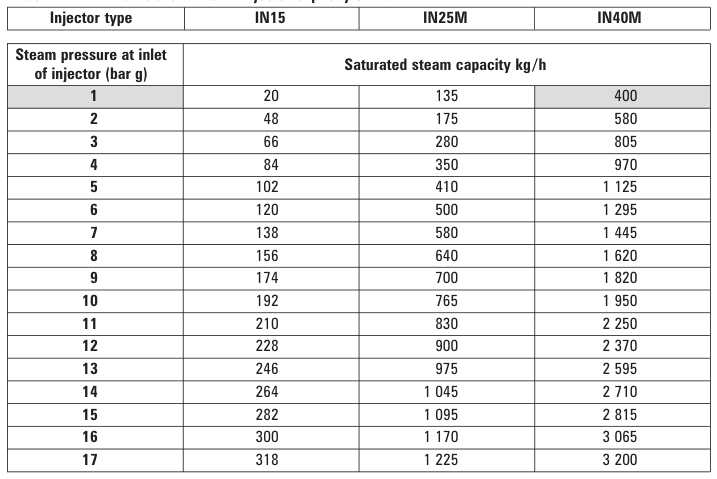 Injector type IN15 IN25M IN40M
Steam pressure at inlet
of injector (bar g)
Saturated steam capacity kg/h
1 20 135 400
2 48 175 580
3 66 280 805
4 84 350 970
5 102 410 1 125
6 120 500 1 295
7 138 580 1 445
8 156 640 1 620
9 174 700 1 820
10 192 765 1 950
11 210 830 2 250
12 228 900 2 370
13 246 975 2 595
14 264 1 045 2 710
15 282 1 095 2 815
16 300 1 170 3 065
17 318 1 225 3 200